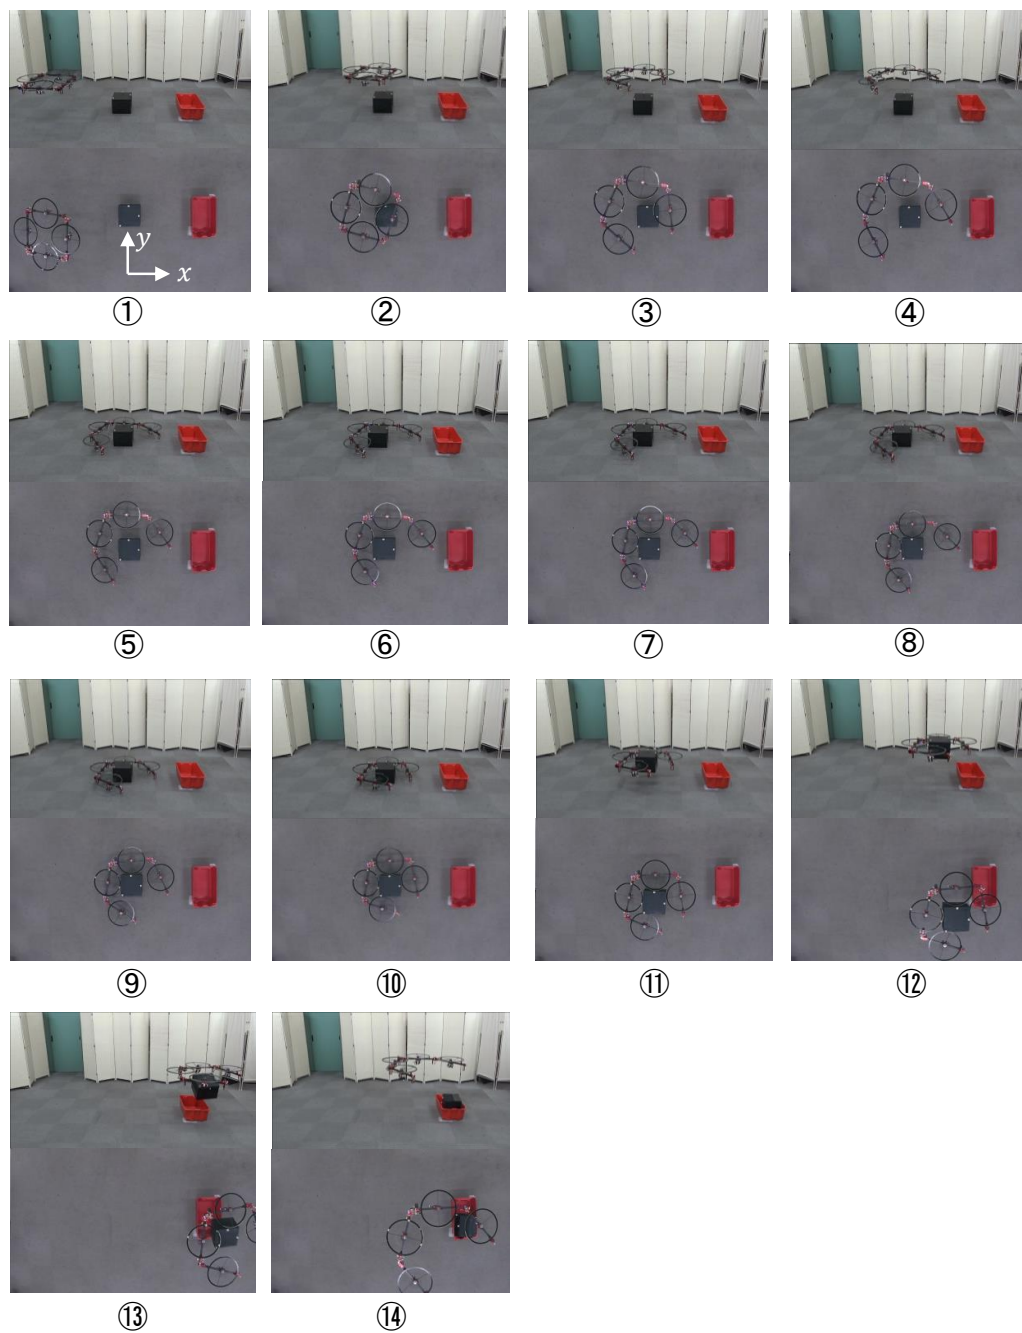 y
x
① ② ③ ④
⑤ ⑥ ⑦ ⑧
⑨ ⑩ ⑪ ⑫
⑬ ⑭